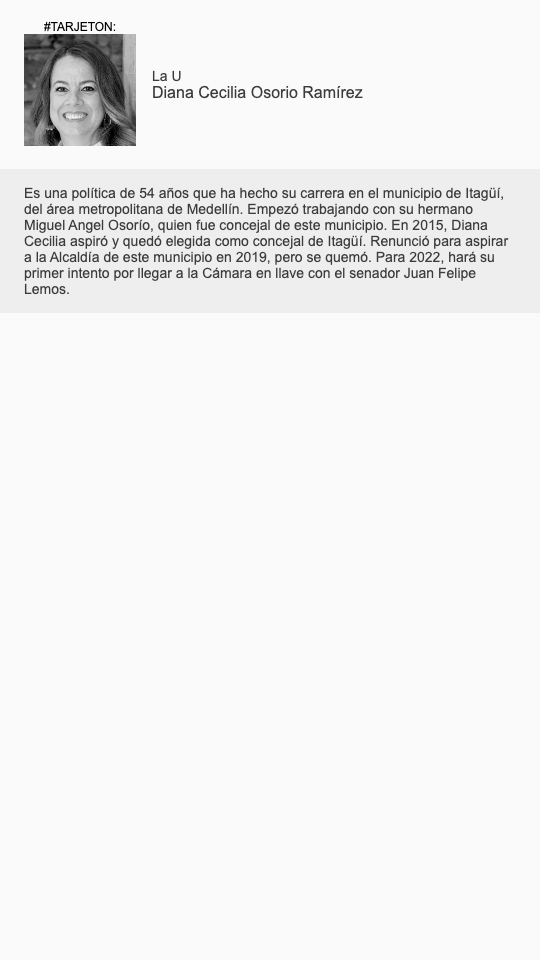 #TARJETON:
La U
Diana Cecilia Osorio Ramírez
Es una política de 54 años que ha hecho su carrera en el municipio de Itagüí,
del área metropolitana de Medellín. Empezó trabajando con su hermano
Miguel Angel Osorío, quien fue concejal de este municipio. En 2015, Diana
Cecilia aspiró y quedó elegida como concejal de Itagüí. Renunció para aspirar
a la Alcaldía de este municipio en 2019, pero se quemó. Para 2022, hará su
primer intento por llegar a la Cámara en llave con el senador Juan Felipe
Lemos.